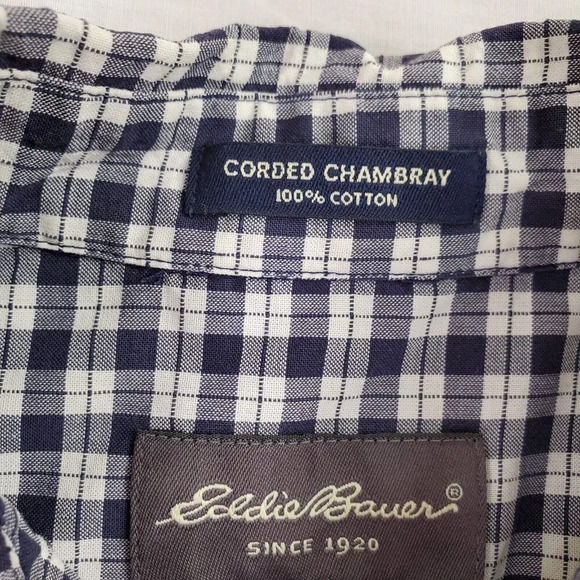 CORDED CHAMBRAY
100% COTTON
Eddie Bauer®
SINCE 1920